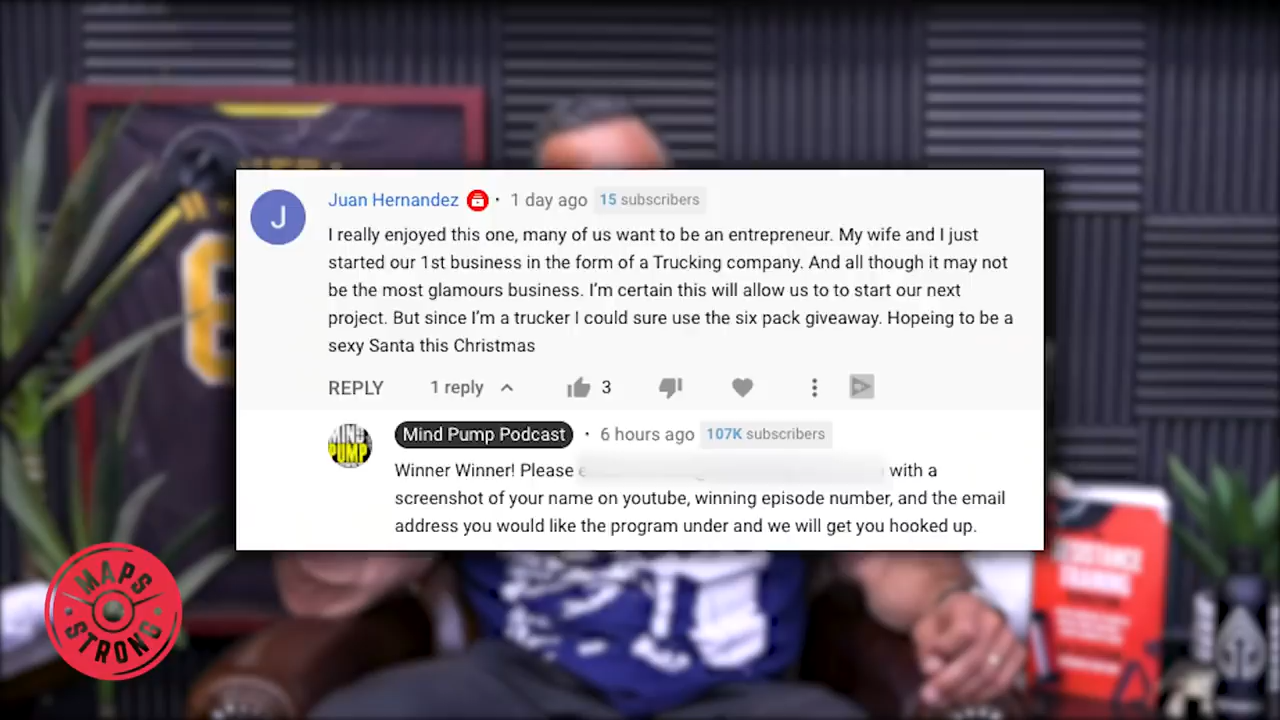 Juan Hernandez · 1 day ago 15 subscribers
I really enjoyed this one, many of us want to be an entrepreneur. My wife and I just
started our 1st business in the form of a Trucking company. And all though it may not
be the most glamours business. I'm certain this will allow us to to start our next
project. But since I'm a trucker I could sure use the six pack giveaway. Hopeing to be a
sexy Santa this Christmas
REPLY 1 reply 3
Mind Pump Podcast · 6 hours ago 107K subscribers
Winner Winner! Please with a
screenshot of your name on youtube, winning episode number, and the email
address you would like the program under and we will get you hooked up.
J
MIND
PUMP
MAPS
STRONG
RESISTANCE
TRAINING